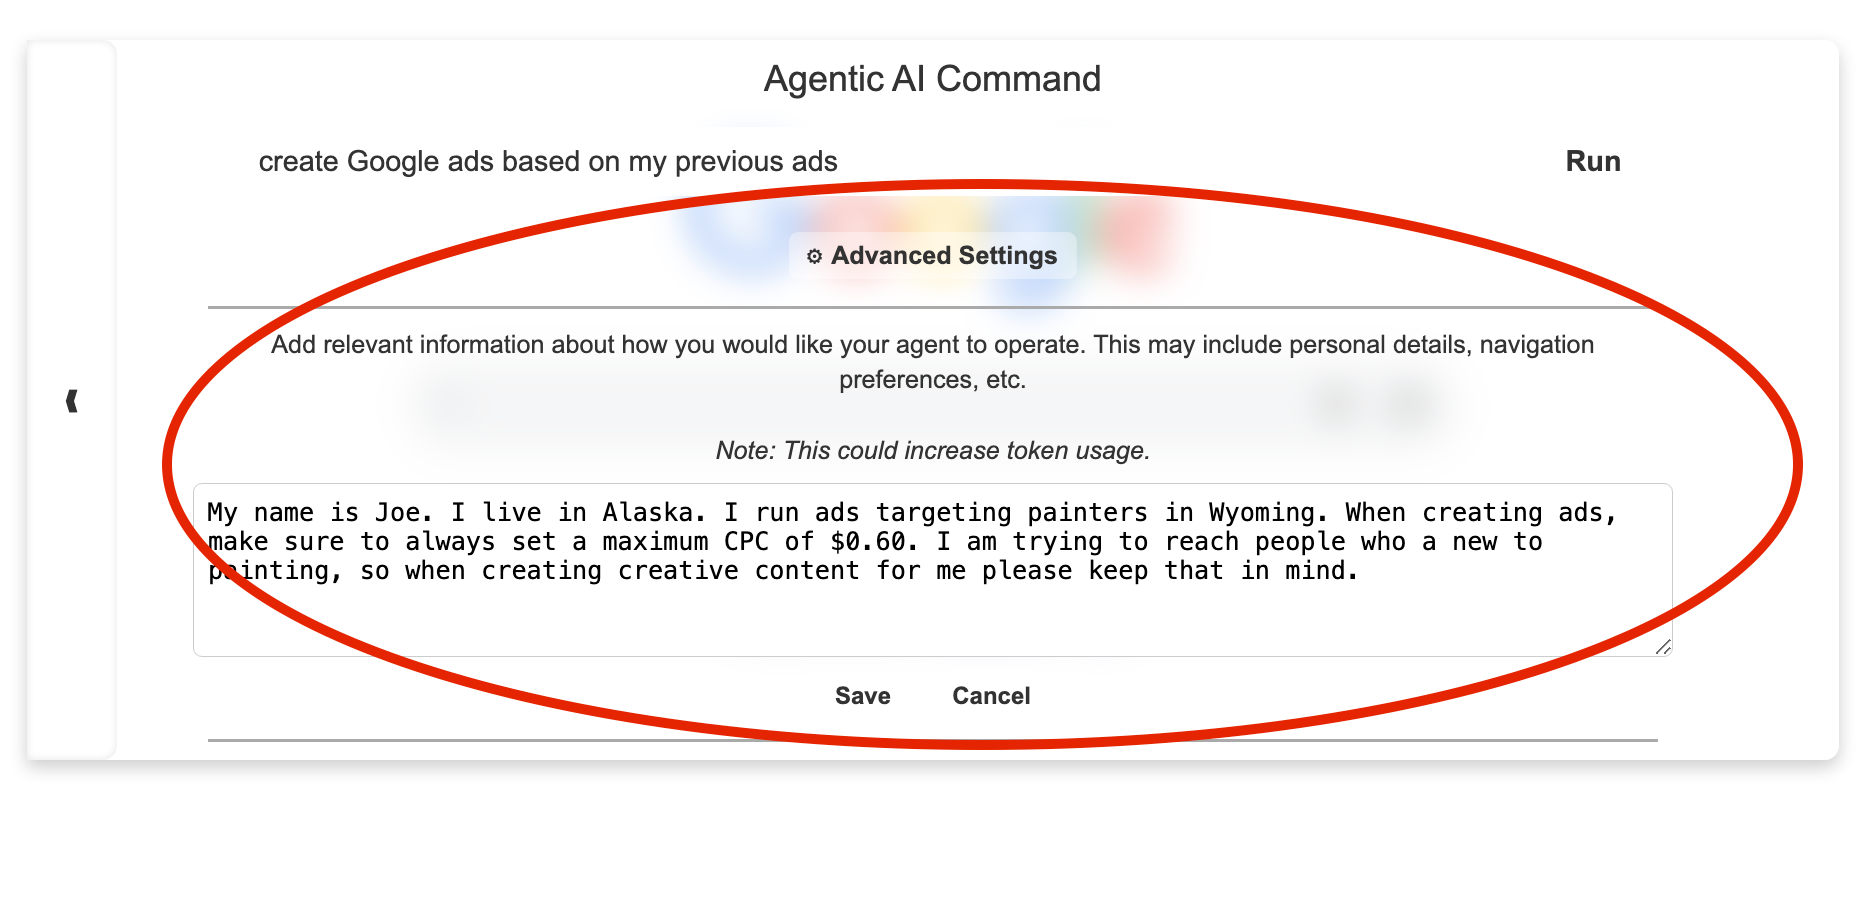 Agentic AI Command
create Google ads based on my previous ads
Run
⚙ Advanced Settings
Add relevant information about how you would like your agent to operate. This may include personal details, navigation
preferences, etc.
Note: This could increase token usage.
My name is Joe. I live in Alaska. I run ads targeting painters in Wyoming. When creating ads,
make sure to always set a maximum CPC of $0.60. I am trying to reach people who a new to
painting, so when creating creative content for me please keep that in mind.
Save
Cancel